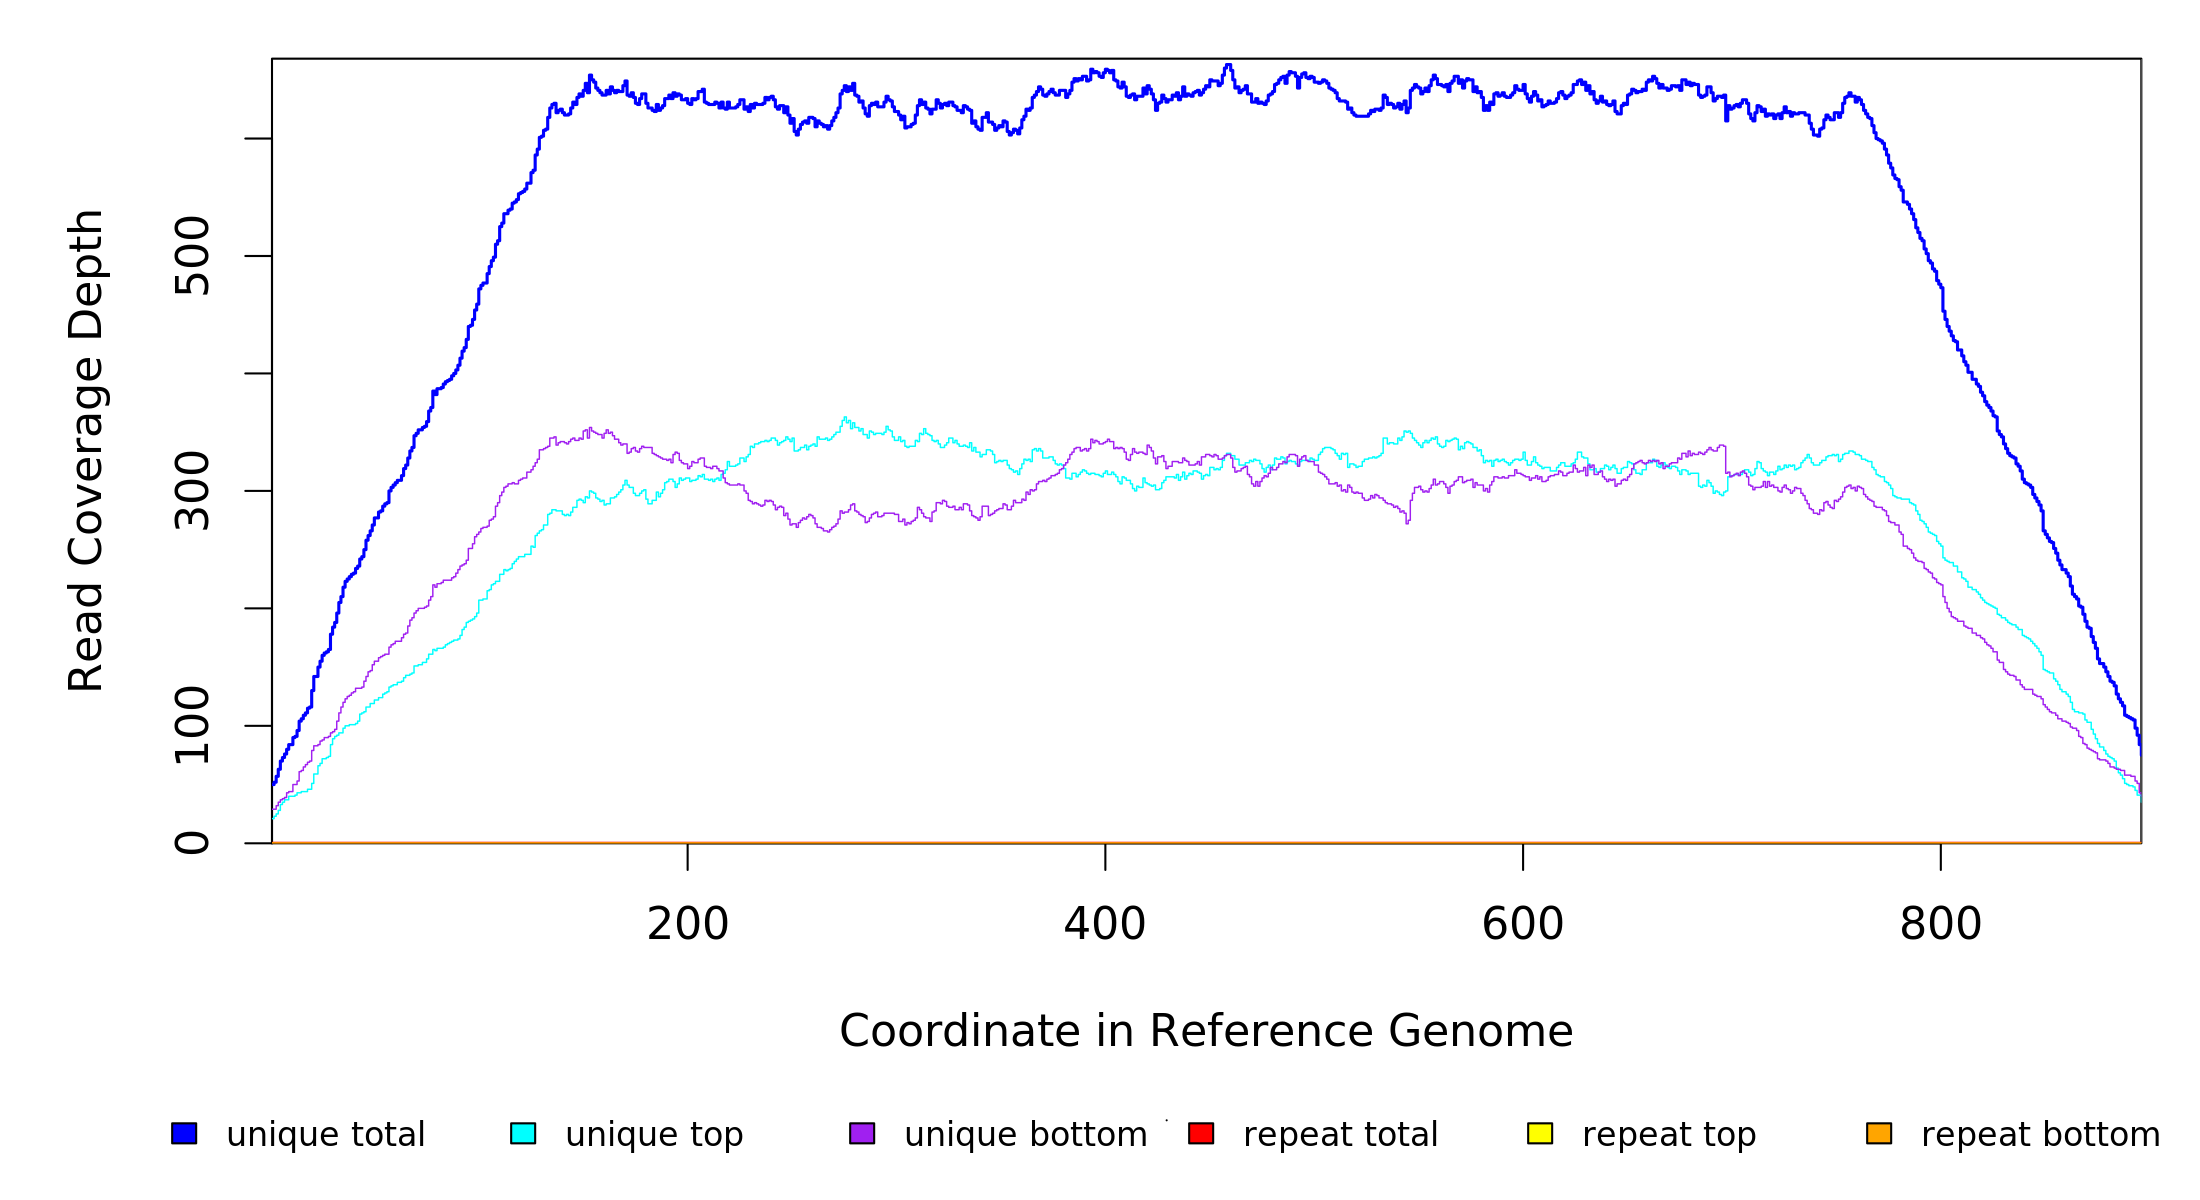 Read Coverage Depth
500
300
100
0
200 400 600 800
Coordinate in Reference Genome
unique total unique top unique bottom repeat total repeat top repeat bottom